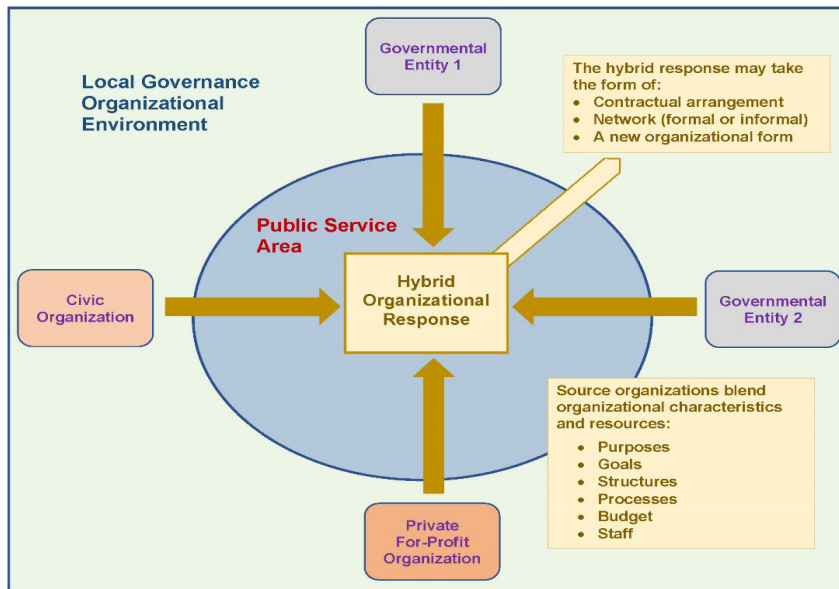 Governmental
Entity 1
Local Governance
Organizational
Environment
The hybrid response may take
the form of:
• Contractual arrangement
• Network (formal or informal)
• A new organizational form
Public Service
Area
Hybrid
Organizational
Response
Civic
Organization
Governmental
Entity 2
Source organizations blend
organizational characteristics
and resources:
• Purposes
• Goals
• Structures
• Processes
• Budget
• Staff
Private
For-Profit
Organization